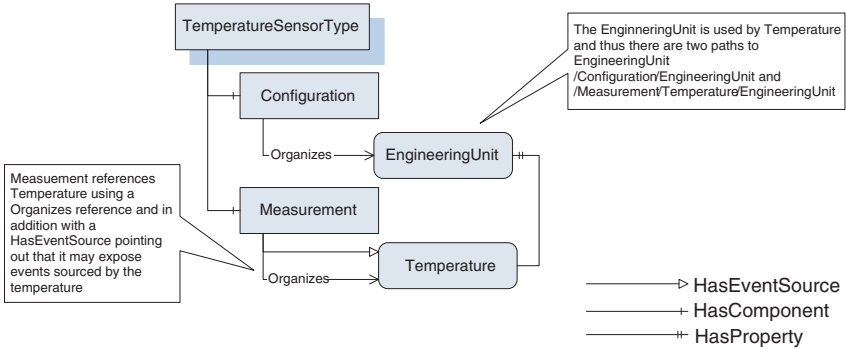 TemperatureSensorType
The EnginneringUnit is used by Temperature
and thus there are two paths to
EngineeringUnit
/Configuration/EngineeringUnit and
/Measurement/Temperature/EngineeringUnit
Configuration
Organizes
EngineeringUnit
Measuement references
Temperature using a
Organizes reference and in
addition with a
HasEventSource pointing
out that it may expose
events sourced by the
temperature
Measurement
Organizes
Temperature
HasEventSource
HasComponent
HasProperty